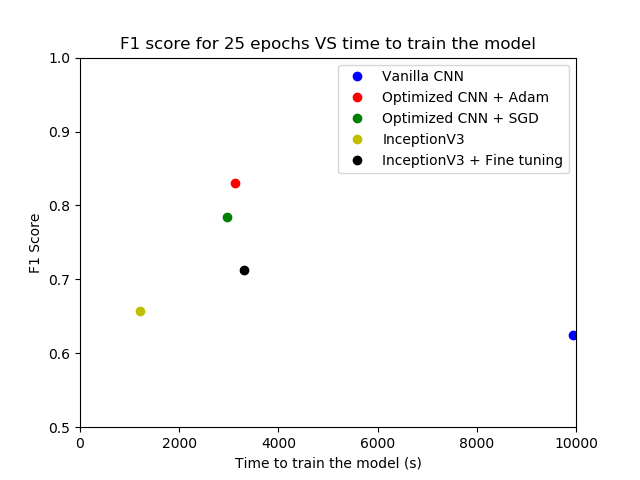 F1 score for 25 epochs VS time to train the model
1.0
0.9
0.8
0.7
0.6
0.5
F1 Score
Vanilla CNN
Optimized CNN + Adam
Optimized CNN + SGD
InceptionV3
InceptionV3 + Fine tuning
0 2000 4000 6000 8000 10000
Time to train the model (s)